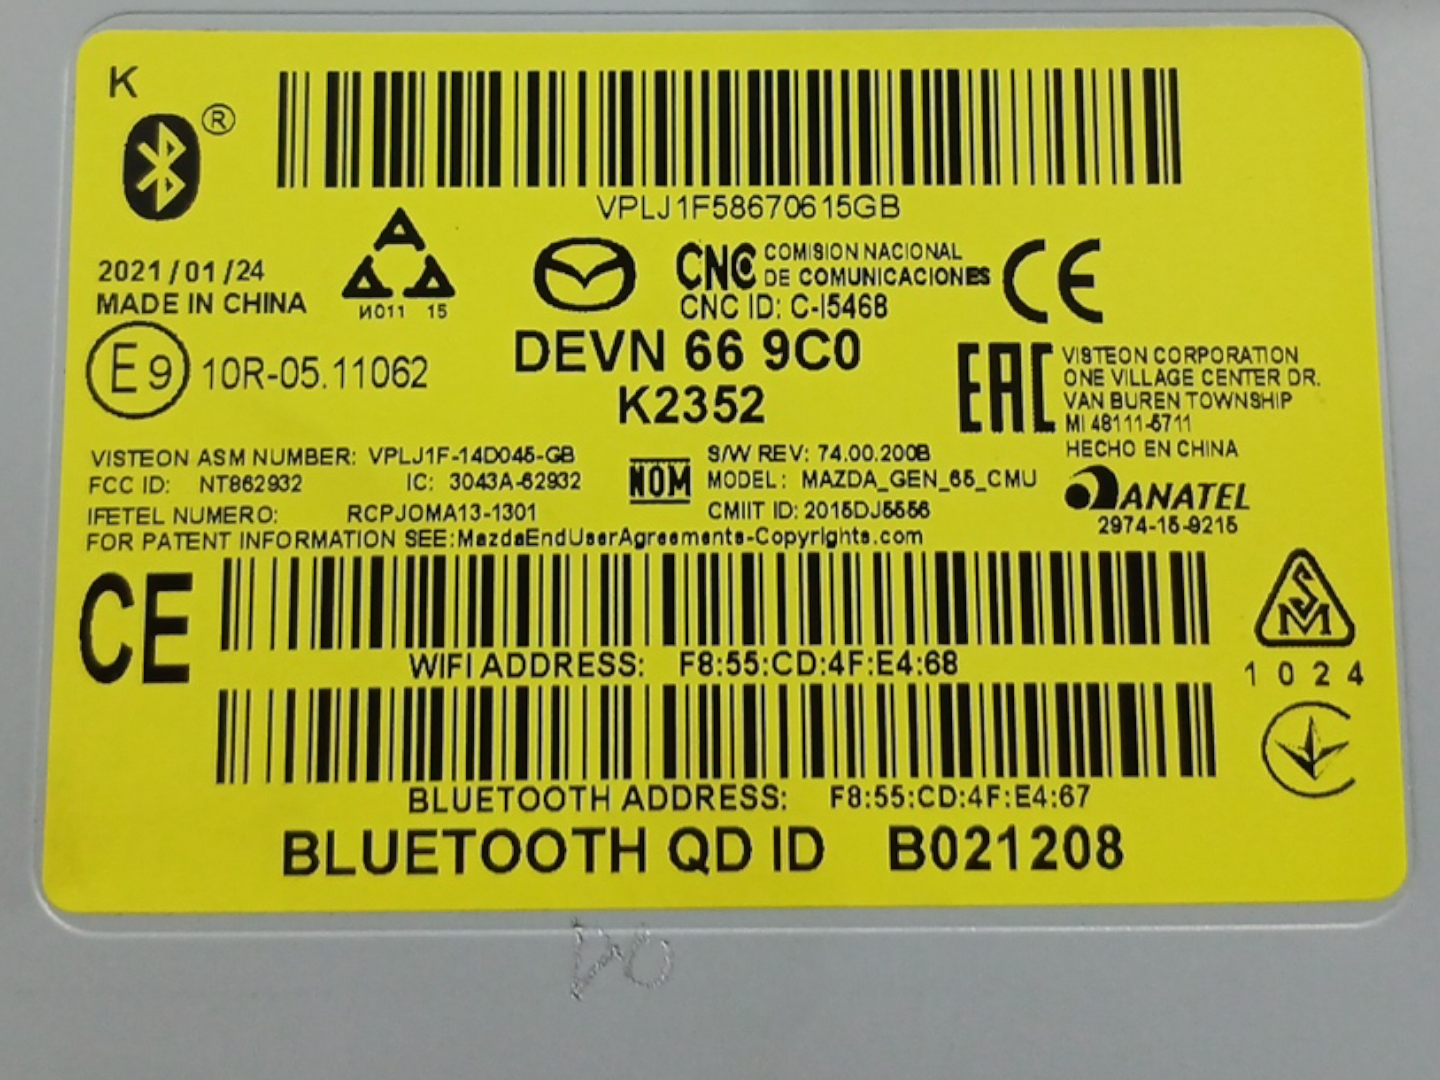 K
®
VPLJ1F58670615GB
2021/01/24
MADE IN CHINA
И011 15
CNC COMISION NACIONAL
DE COMUNICACIONES
CNC ID: C-I5468
CE
E9 10R-05.11062
DEVN 66 9C0
K2352
EAC
VISTEON CORPORATION
ONE VILLAGE CENTER DR.
VAN BUREN TOWNSHIP
MI 48111-5711
HECHO EN CHINA
VISTEON ASM NUMBER: VPLJ1F-14D045-GB
FCC ID: NT862932 IC: 3043A-62932
IFETEL NUMERO: RCPJOMA13-1301
NOM
S/W REV: 74.00.200B
MODEL: MAZDA_GEN_65_CMU
CMIIT ID: 2015DJ5556
ANATEL
2974-15-9215
FOR PATENT INFORMATION SEE:MazdaEndUserAgreements-Copyrights.com
CE
WIFI ADDRESS: F8:55:CD:4F:E4:68
SM
1024
BLUETOOTH ADDRESS: F8:55:CD:4F:E4:67
BLUETOOTH QD ID B021208